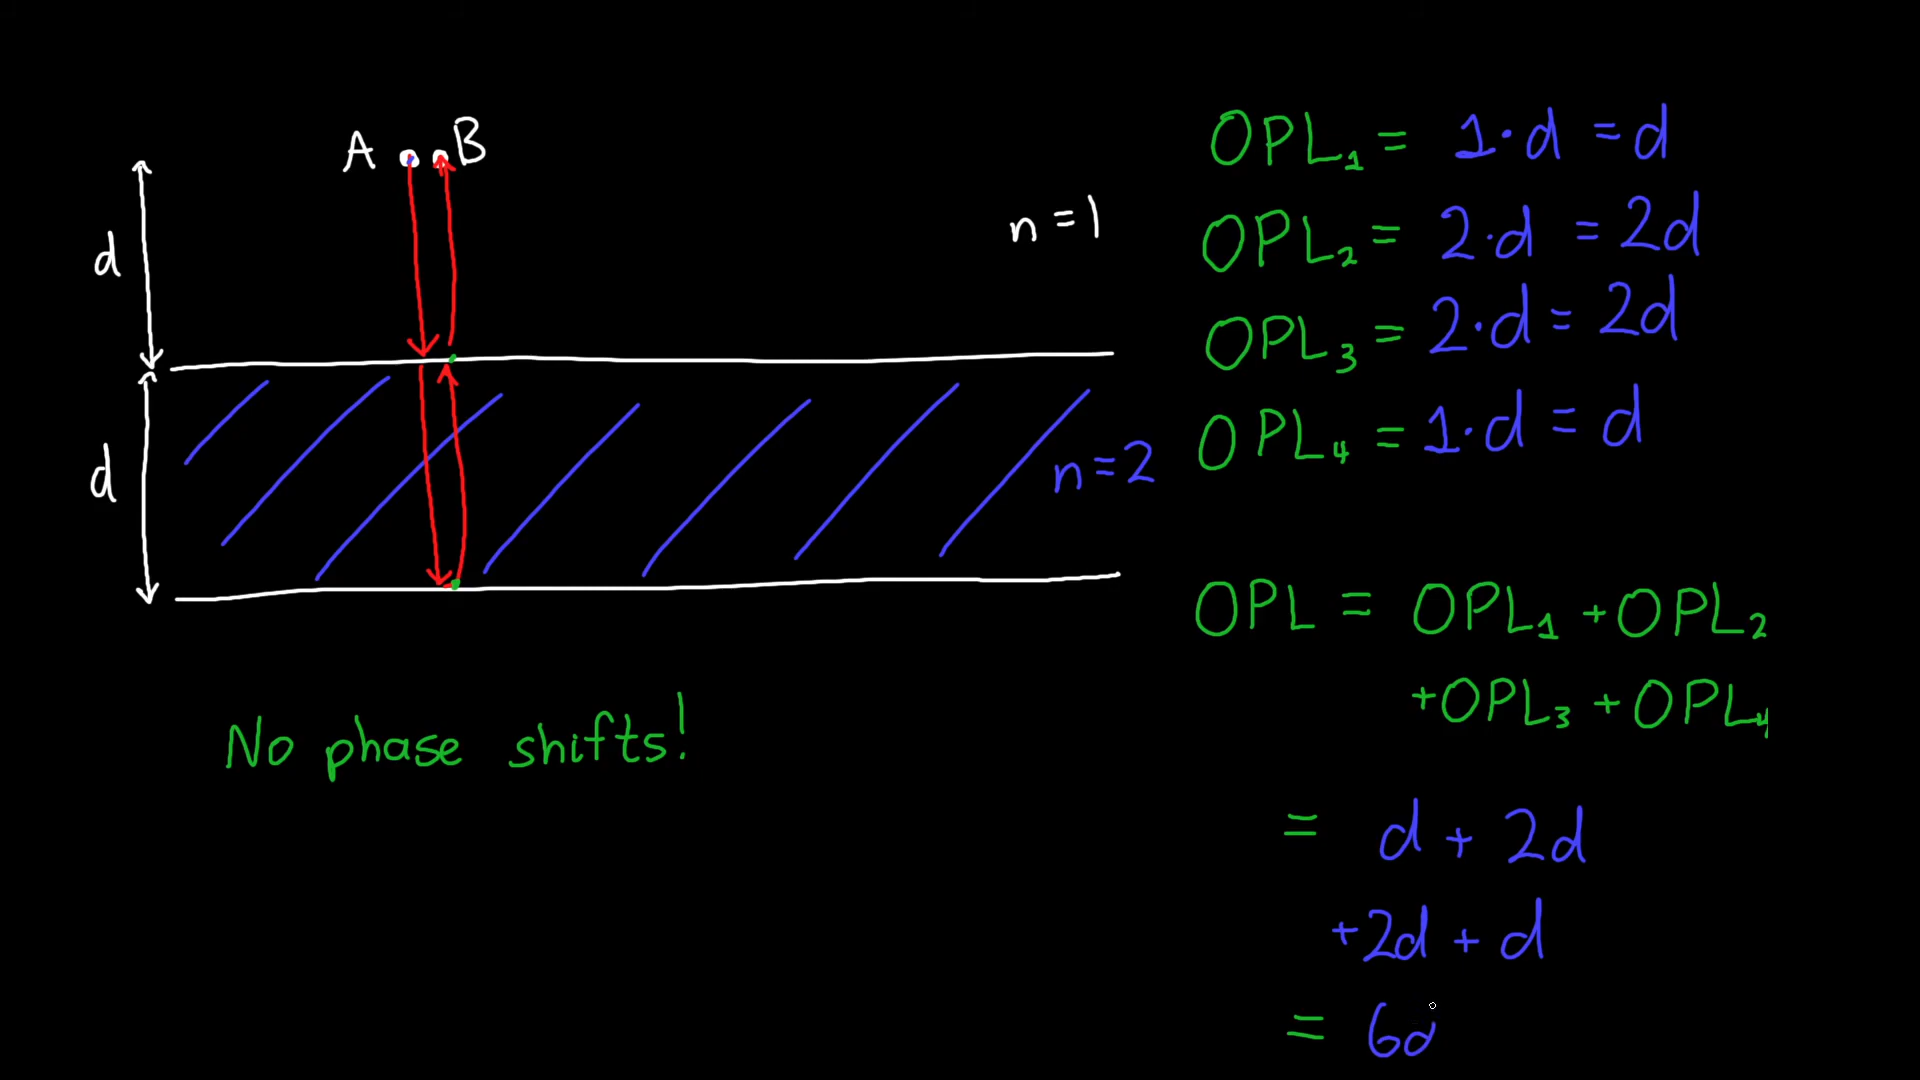 A B
d
n = 1
d
n = 2
No phase shifts!
OPL₁ = 1·d = d
OPL₂ = 2·d = 2d
OPL₃ = 2·d = 2d
OPL₄ = 1·d = d
OPL = OPL₁ + OPL₂
+ OPL₃ + OPL₄
= d + 2d
+ 2d + d
= 6d